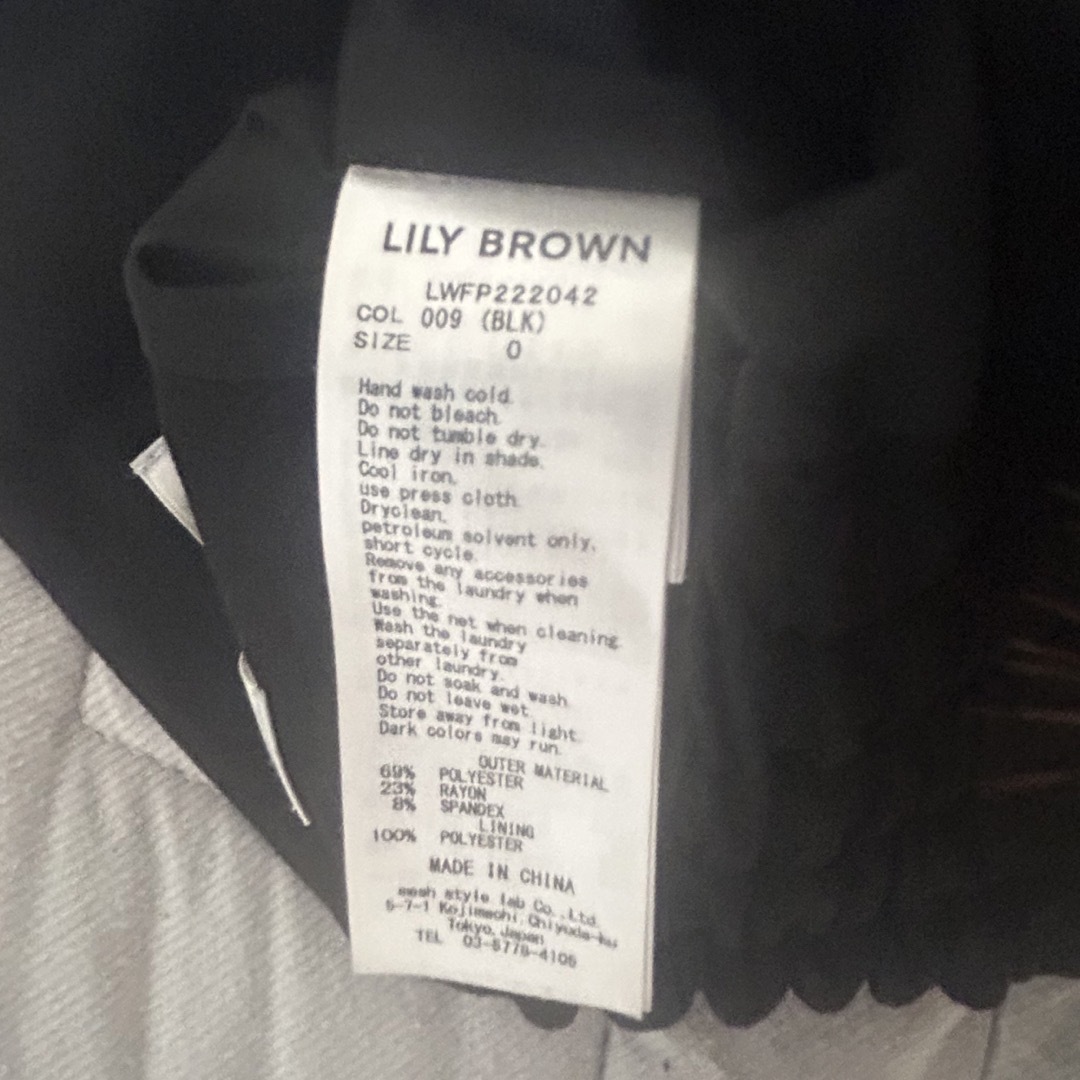 LILY BROWN
LWFP222042
COL 009 (BLK)
SIZE 0
Hand wash cold.
Do not bleach.
Do not tumble dry.
Line dry in shade.
Cool iron.
use press cloth.
Dryclean.
petroleum solvent only.
short cycle.
Remove any accessories
from the laundry when
washing.
Use the net when cleaning.
Wash the laundry
separately from
other laundry.
Do not soak and wash.
Do not leave wet.
Store away from light.
Dark colors may run.
OUTER MATERIAL
69% POLYESTER
23% RAYON
8% SPANDEX
LINING
100% POLYESTER
MADE IN CHINA
mash style lab Co.,Ltd.
5-7-1 Kojimachi,Chiyoda-ku
Tokyo,Japan
TEL